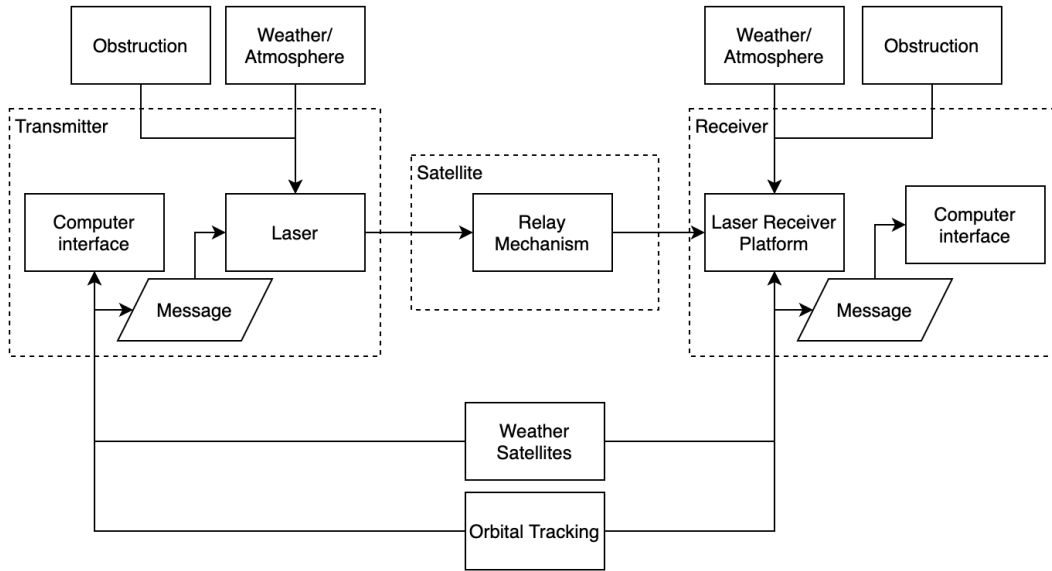 Obstruction
Weather/
Atmosphere
Weather/
Atmosphere
Obstruction
Transmitter
Receiver
Satellite
Computer
interface
Laser
Relay
Mechanism
Laser Receiver
Platform
Computer
interface
Message
Message
Weather
Satellites
Orbital Tracking